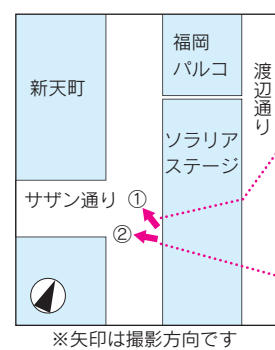 福岡
パルコ
渡辺通り
新天町
ソラリア
ステージ
サザン通り ①
②
※矢印は撮影方向です